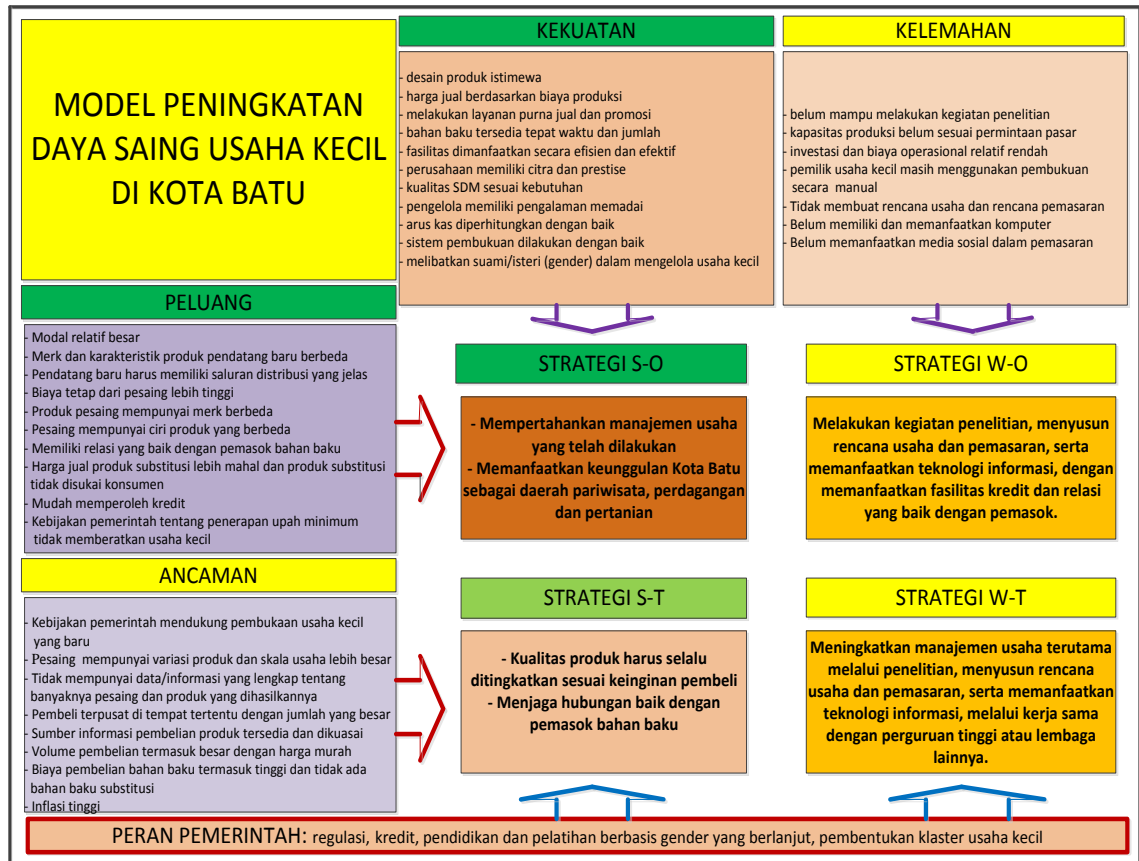 MODEL PENINGKATAN
DAYA SAING USAHA KECIL
DI KOTA BATU
KEKUATAN
- desain produk istimewa
- harga jual berdasarkan biaya produksi
- melakukan layanan purna jual dan promosi
- bahan baku tersedia tepat waktu dan jumlah
- fasilitas dimanfaatkan secara efisien dan efektif
- perusahaan memiliki citra dan prestise
- kualitas SDM sesuai kebutuhan
- pengelola memiliki pengalaman memadai
- arus kas diperhitungkan dengan baik
- sistem pembukuan dilakukan dengan baik
- melibatkan suami/isteri (gender) dalam mengelola usaha kecil
KELEMAHAN
- belum mampu melakukan kegiatan penelitian
- kapasitas produksi belum sesuai permintaan pasar
- investasi dan biaya operasional relatif rendah
- pemilik usaha kecil masih menggunakan pembukuan
secara manual
- Tidak membuat rencana usaha dan rencana pemasaran
- Belum memiliki dan memanfaatkan komputer
- Belum memanfaatkan media sosial dalam pemasaran
PELUANG
- Modal relatif besar
- Merk dan karakteristik produk pendatang baru berbeda
- Pendatang baru harus memiliki saluran distribusi yang jelas
- Biaya tetap dari pesaing lebih tinggi
- Produk pesaing mempunyai merk berbeda
- Pesaing mempunyai ciri produk yang berbeda
- Memiliki relasi yang baik dengan pemasok bahan baku
- Harga jual produk substitusi lebih mahal dan produk substitusi
tidak disukai konsumen
- Mudah memperoleh kredit
- Kebijakan pemerintah tentang penerapan upah minimum
tidak memberatkan usaha kecil
STRATEGI S-O
- Mempertahankan manajemen usaha
yang telah dilakukan
- Memanfaatkan keunggulan Kota Batu
sebagai daerah pariwisata, perdagangan
dan pertanian
STRATEGI W-O
Melakukan kegiatan penelitian, menyusun
rencana usaha dan pemasaran, serta
memanfaatkan teknologi informasi, dengan
memanfaatkan fasilitas kredit dan relasi
yang baik dengan pemasok.
ANCAMAN
- Kebijakan pemerintah mendukung pembukaan usaha kecil
yang baru
- Pesaing mempunyai variasi produk dan skala usaha lebih besar
- Tidak mempunyai data/informasi yang lengkap tentang
banyaknya pesaing dan produk yang dihasilkannya
- Pembeli terpusat di tempat tertentu dengan jumlah yang besar
- Sumber informasi pembelian produk tersedia dan dikuasai
- Volume pembelian termasuk besar dengan harga murah
- Biaya pembelian bahan baku termasuk tinggi dan tidak ada
bahan baku substitusi
- Inflasi tinggi
STRATEGI S-T
- Kualitas produk harus selalu
ditingkatkan sesuai keinginan pembeli
- Menjaga hubungan baik dengan
pemasok bahan baku
STRATEGI W-T
Meningkatkan manajemen usaha terutama
melalui penelitian, menyusun rencana
usaha dan pemasaran, serta memanfaatkan
teknologi informasi, melalui kerja sama
dengan perguruan tinggi atau lembaga
lainnya.
PERAN PEMERINTAH: regulasi, kredit, pendidikan dan pelatihan berbasis gender yang berlanjut, pembentukan klaster usaha kecil